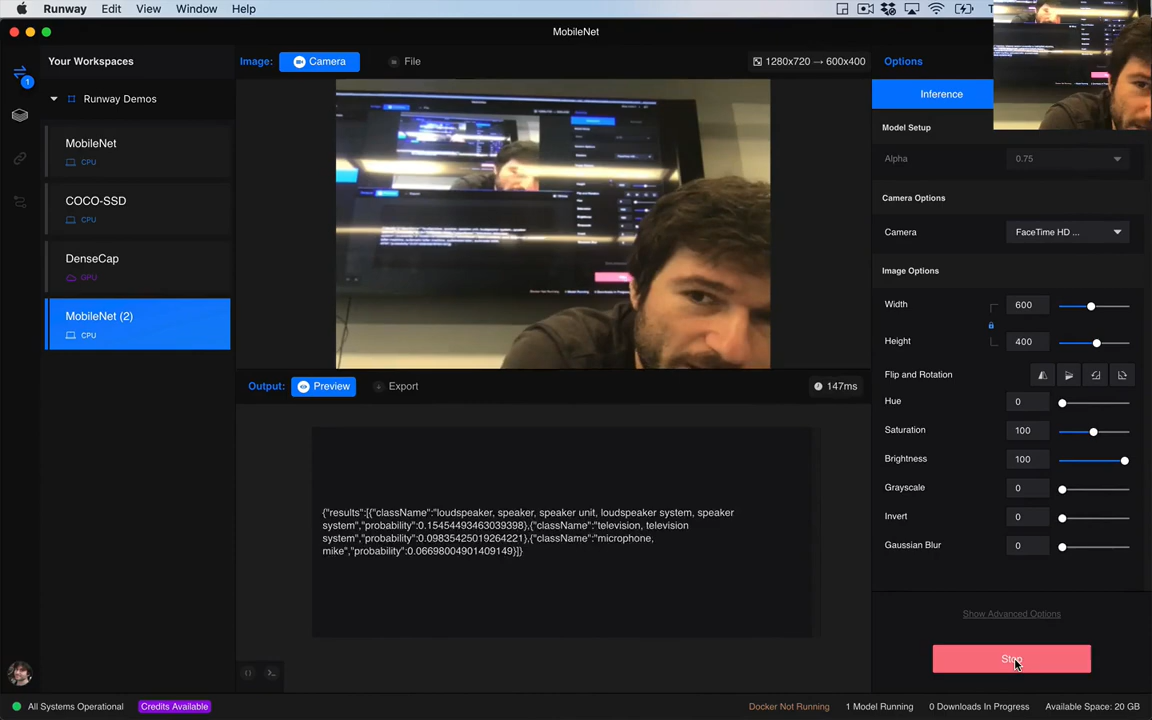 Runway Edit View Window Help
MobileNet
Your Workspaces
Image: Camera File
1280x720 → 600x400
Options
1
Runway Demos
Inference
MobileNet
CPU
Model Setup
Alpha 0.75
COCO-SSD
CPU
Camera Options
Camera FaceTime HD ...
DenseCap
GPU
Image Options
MobileNet (2)
CPU
Width 600
Height 400
Flip and Rotation
Output: Preview Export
147ms
Hue 0
Saturation 100
Brightness 100
Grayscale 0
Invert 0
Gaussian Blur 0
{"results":[{"className":"loudspeaker, speaker, speaker unit, loudspeaker system, speaker
system","probability":0.15454493463039398},{"className":"television, television
system","probability":0.09835425019264221},{"className":"microphone,
mike","probability":0.06698004901409149}]}
Show Advanced Options
Stop
All Systems Operational Credits Available
Docker Not Running 1 Model Running 0 Downloads In Progress Available Space: 20 GB